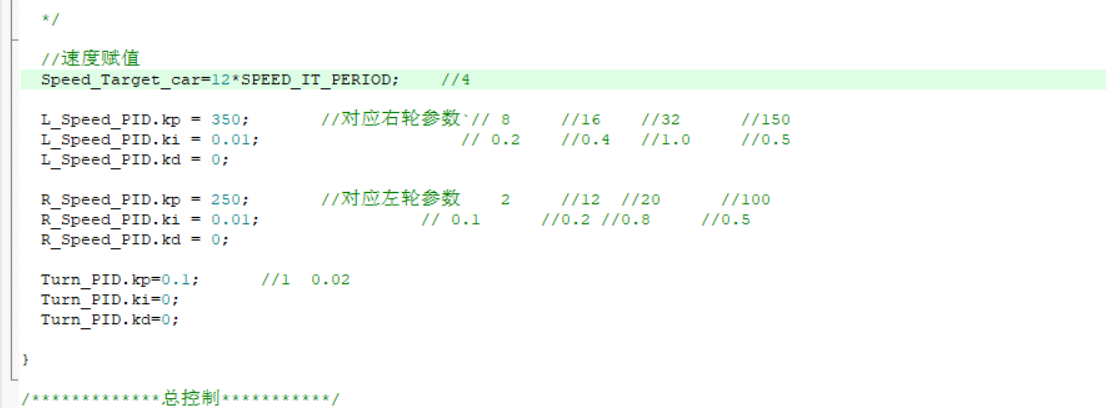 */
//速度赋值
Speed_Target_car=12*SPEED_IT_PERIOD; //4
L_Speed_PID.kp = 350; //对应右轮参数`// 8 //16 //32 //150
L_Speed_PID.ki = 0.01; // 0.2 //0.4 //1.0 //0.5
L_Speed_PID.kd = 0;
R_Speed_PID.kp = 250; //对应左轮参数 2 //12 //20 //100
R_Speed_PID.ki = 0.01; // 0.1 //0.2 //0.8 //0.5
R_Speed_PID.kd = 0;
Turn_PID.kp=0.1; //1 0.02
Turn_PID.ki=0;
Turn_PID.kd=0;
}
/*************总控制***********/